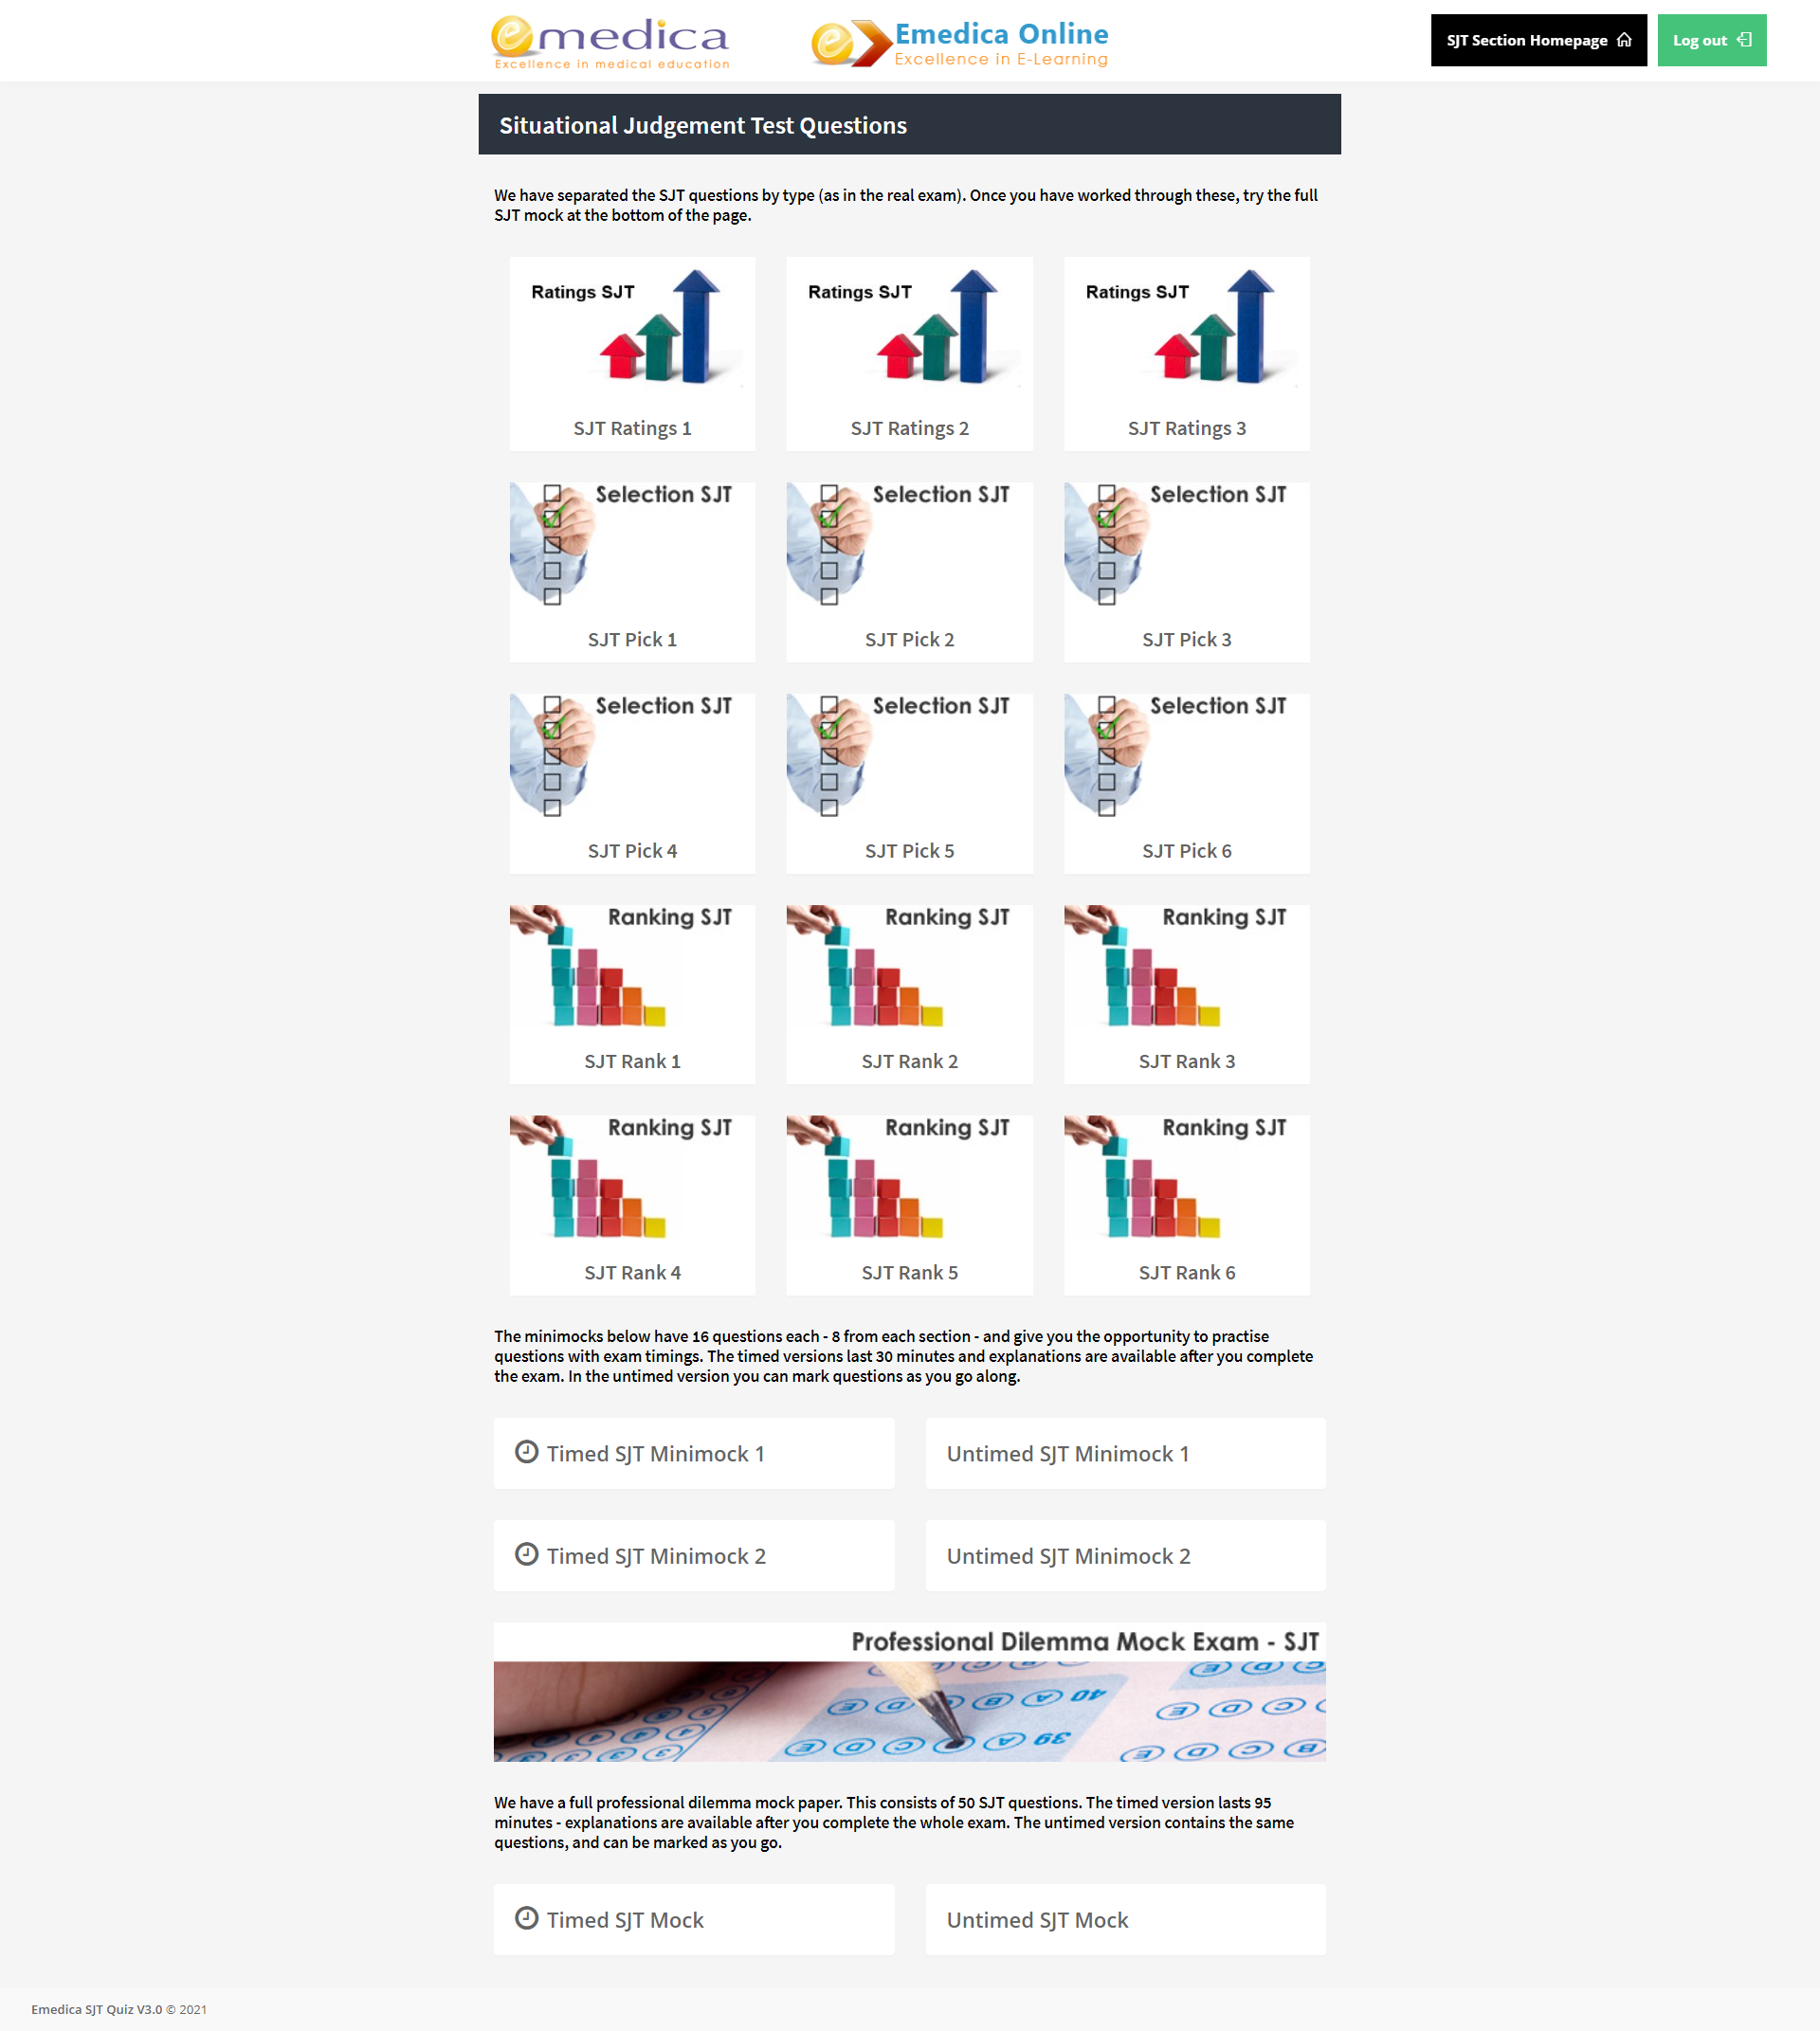 emedica
Excellence in medical education
Emedica Online
Excellence in E-Learning
SJT Section Homepage
Log out
Situational Judgement Test Questions
We have separated the SJT questions by type (as in the real exam). Once you have worked through these, try the full
SJT mock at the bottom of the page.
Ratings SJT
Ratings SJT
Ratings SJT
SJT Ratings 1
SJT Ratings 2
SJT Ratings 3
Selection SJT
Selection SJT
Selection SJT
SJT Pick 1
SJT Pick 2
SJT Pick 3
Selection SJT
Selection SJT
Selection SJT
SJT Pick 4
SJT Pick 5
SJT Pick 6
Ranking SJT
Ranking SJT
Ranking SJT
SJT Rank 1
SJT Rank 2
SJT Rank 3
Ranking SJT
Ranking SJT
Ranking SJT
SJT Rank 4
SJT Rank 5
SJT Rank 6
The minimocks below have 16 questions each - 8 from each section - and give you the opportunity to practise
questions with exam timings. The timed versions last 30 minutes and explanations are available after you complete
the exam. In the untimed version you can mark questions as you go along.
Timed SJT Minimock 1
Untimed SJT Minimock 1
Timed SJT Minimock 2
Untimed SJT Minimock 2
Professional Dilemma Mock Exam - SJT
40 A B D E
39 A C D E
We have a full professional dilemma mock paper. This consists of 50 SJT questions. The timed version lasts 95
minutes - explanations are available after you complete the whole exam. The untimed version contains the same
questions, and can be marked as you go.
Timed SJT Mock
Untimed SJT Mock
Emedica SJT Quiz V3.0 © 2021